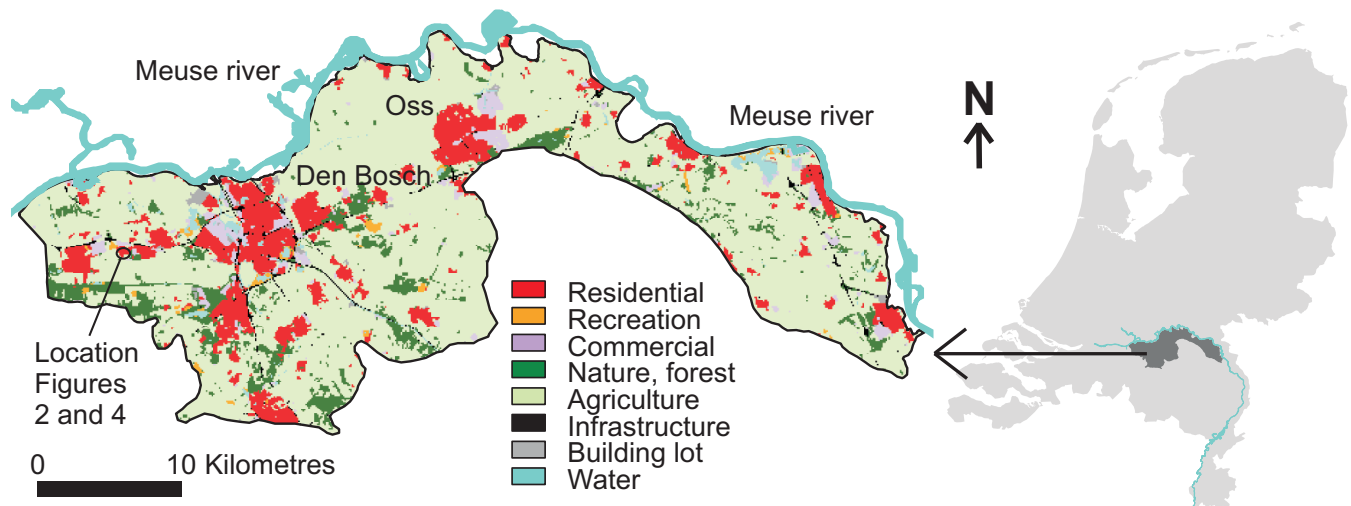 Meuse river
Oss
Meuse river
N
Den Bosch
Location
Figures
2 and 4
Residential
Recreation
Commercial
Nature, forest
Agriculture
Infrastructure
Building lot
Water
0 10 Kilometres